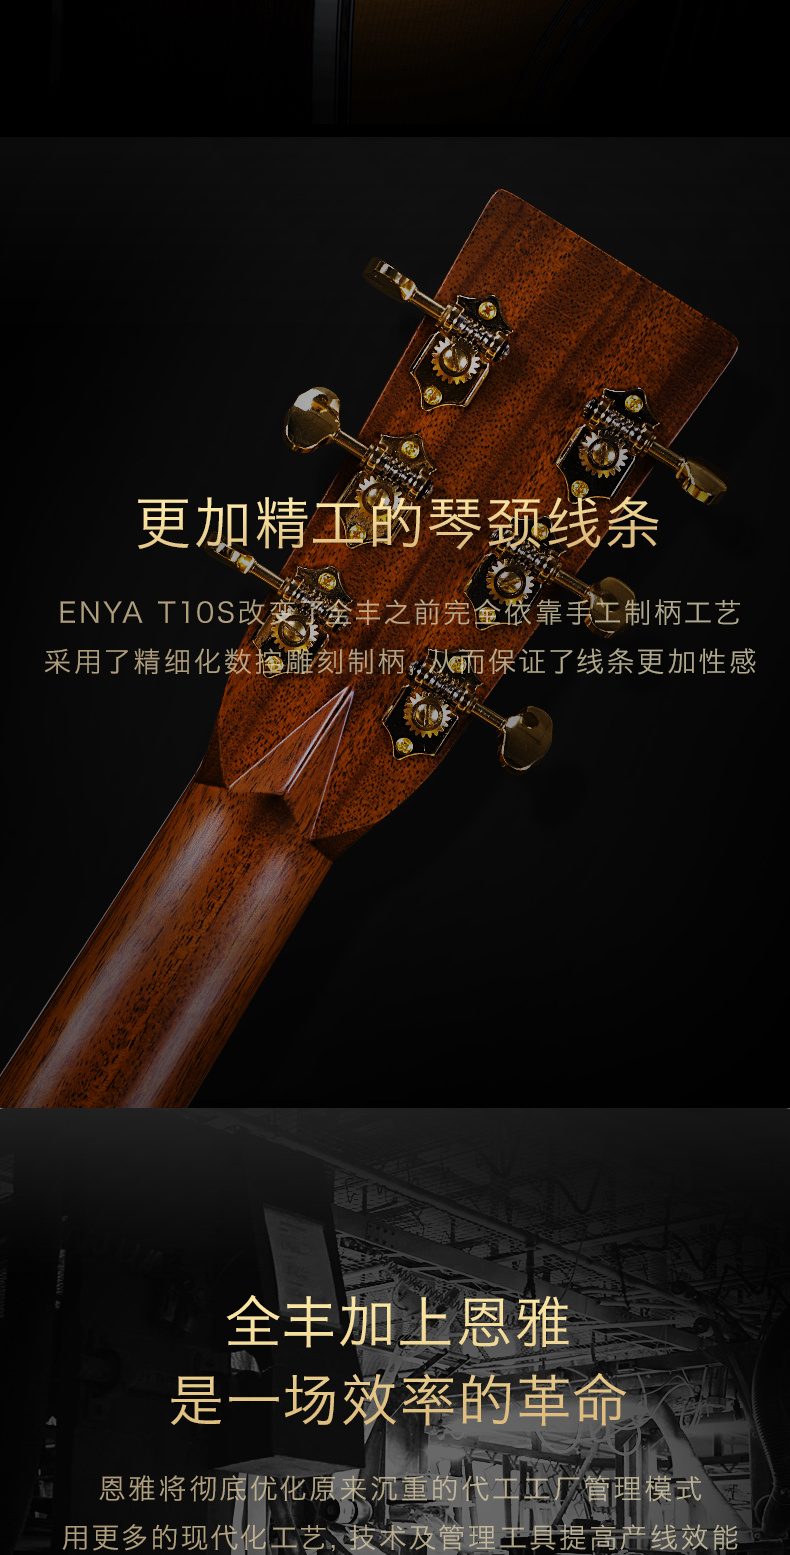 更加精工的琴颈线条
ENYA T10S改变了全丰之前完全依靠手工制柄工艺
采用了精细化数控雕刻制柄, 从而保证了线条更加性感
全丰加上恩雅
是一场效率的革命
恩雅将彻底优化原来沉重的代工工厂管理模式
用更多的现代化工艺, 技术及管理工具提高产线效能